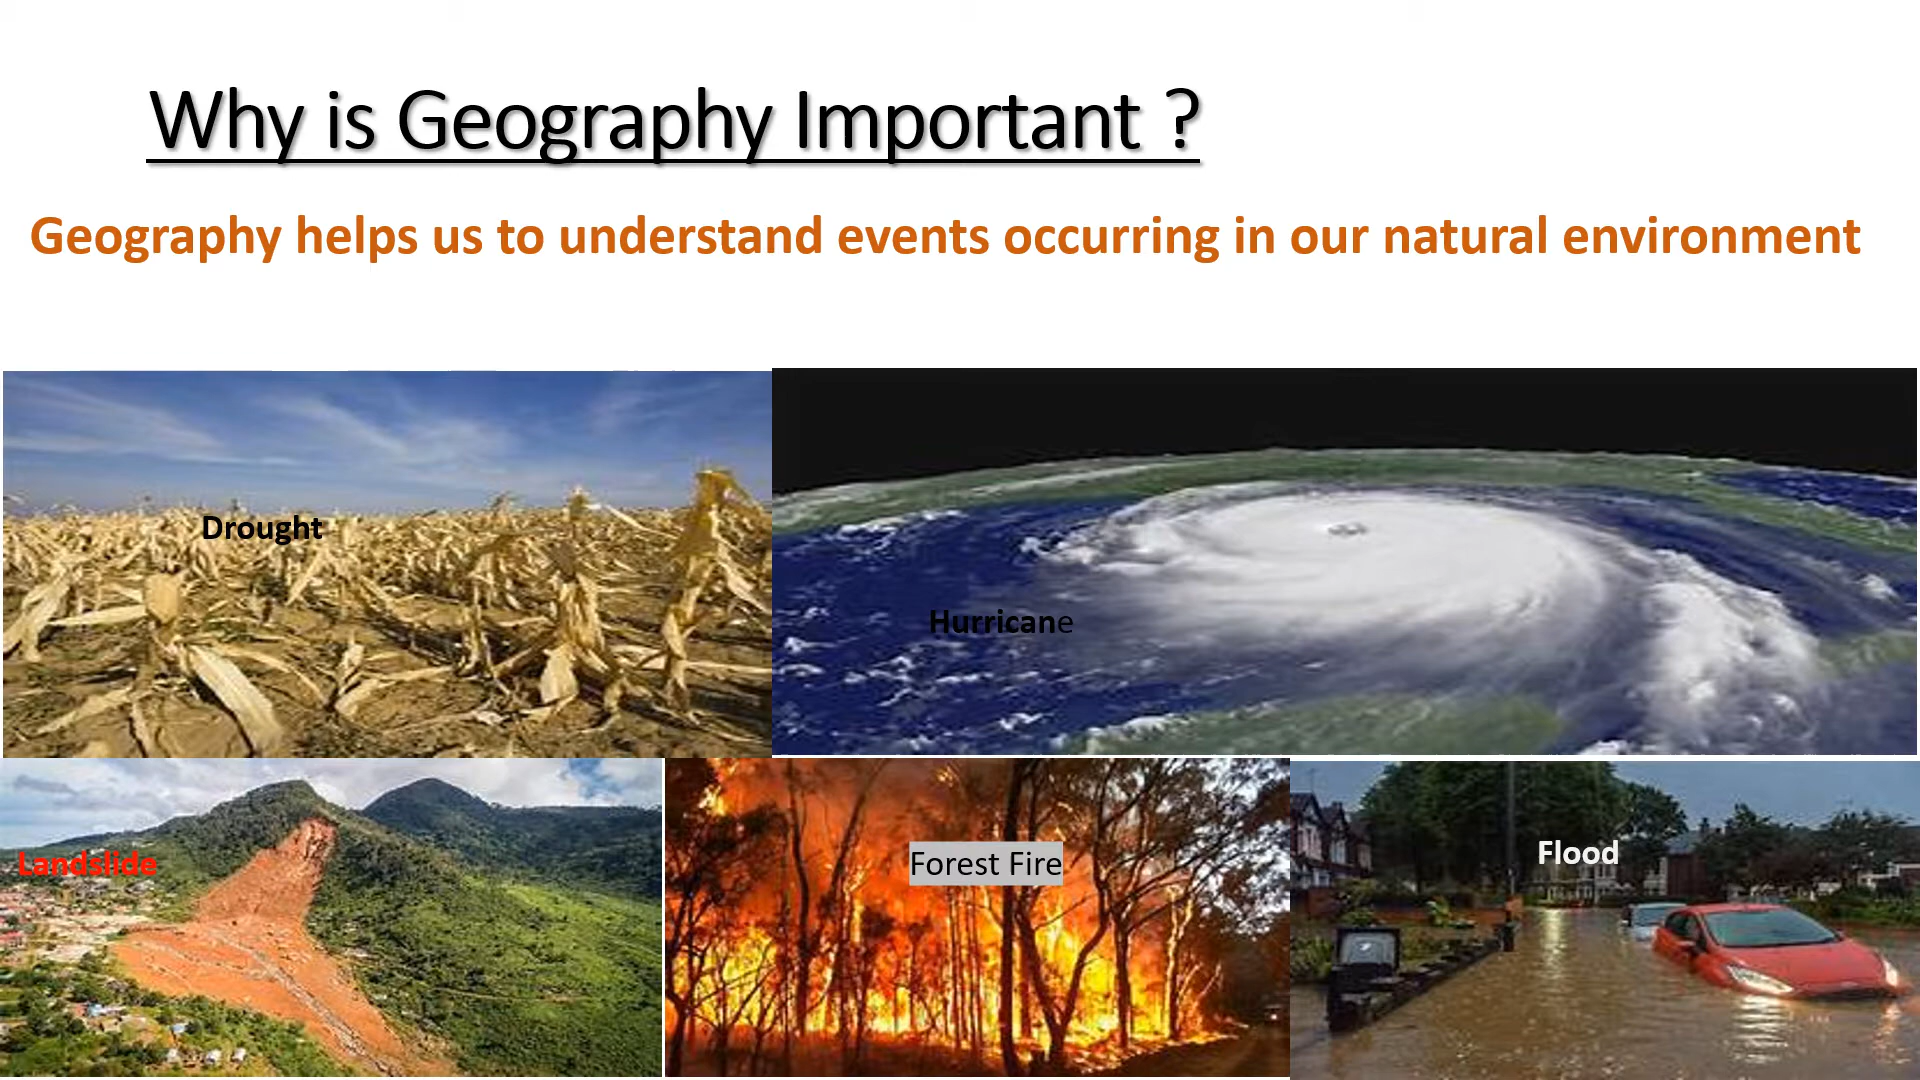 Why is Geography Important ?
Geography helps us to understand events occurring in our natural environment
Drought
Hurricane
Landslide
Forest Fire
Flood